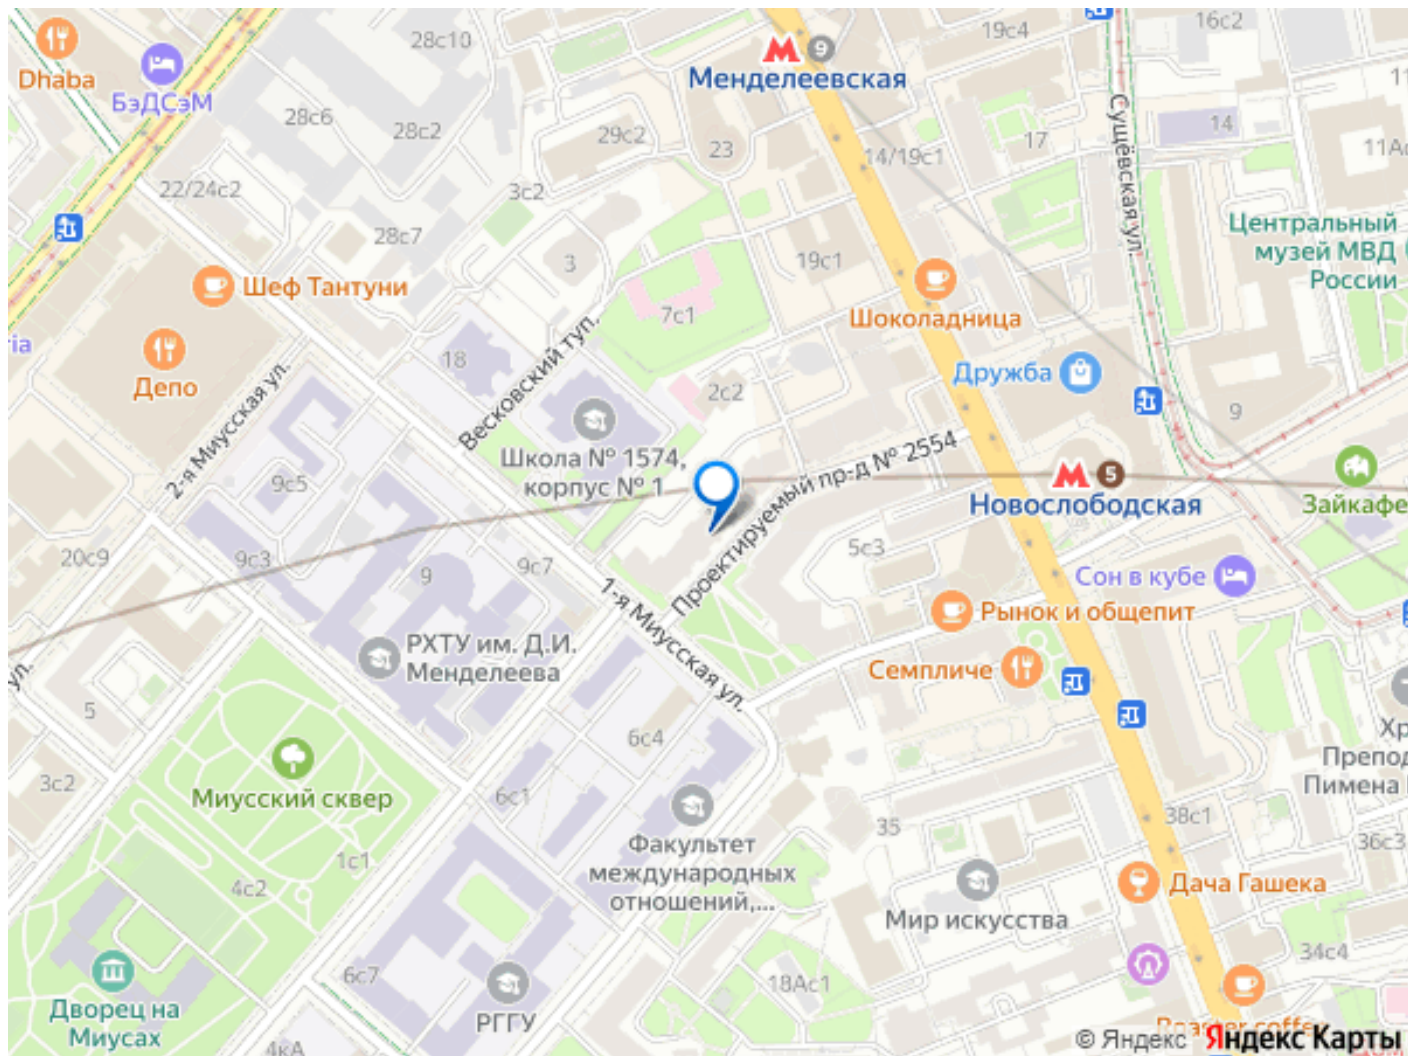 28с10
19с4
16с2
9
Dhaba
Менделеевская
БэДСэМ
28с6
28с2
29с2
23
14/19с1
17
14
Сущёвская ул.
22/24с2
3с2
28с7
3
19с1
7с1
Центральный
музей МВД
России
Шеф Тантуни
Шоколадница
18
Весковский туп.
Дружба
Депо
2-я Миусская ул.
2с2
9
Школа № 1574,
корпус № 1
Проектируемый пр-д № 2554
9с5
5
Новослободская
Зайкафе
20с9
9с3
9
9с7
5с3
Сон в кубе
1-я Миусская ул.
Рынок и общепит
РХТУ им. Д.И.
Менделеева
Семпличе
ул.
5
6с4
3с2
Миусский сквер
6с1
Пимена
38с1
35
36с3
Факультет
международных
отношений,...
1с1
4с2
Мир искусства
Дача Гашека
6с7
18Ас1
34с4
Дворец на
Миусах
РГГУ
4кА
© Яндекс Яндекс Карты